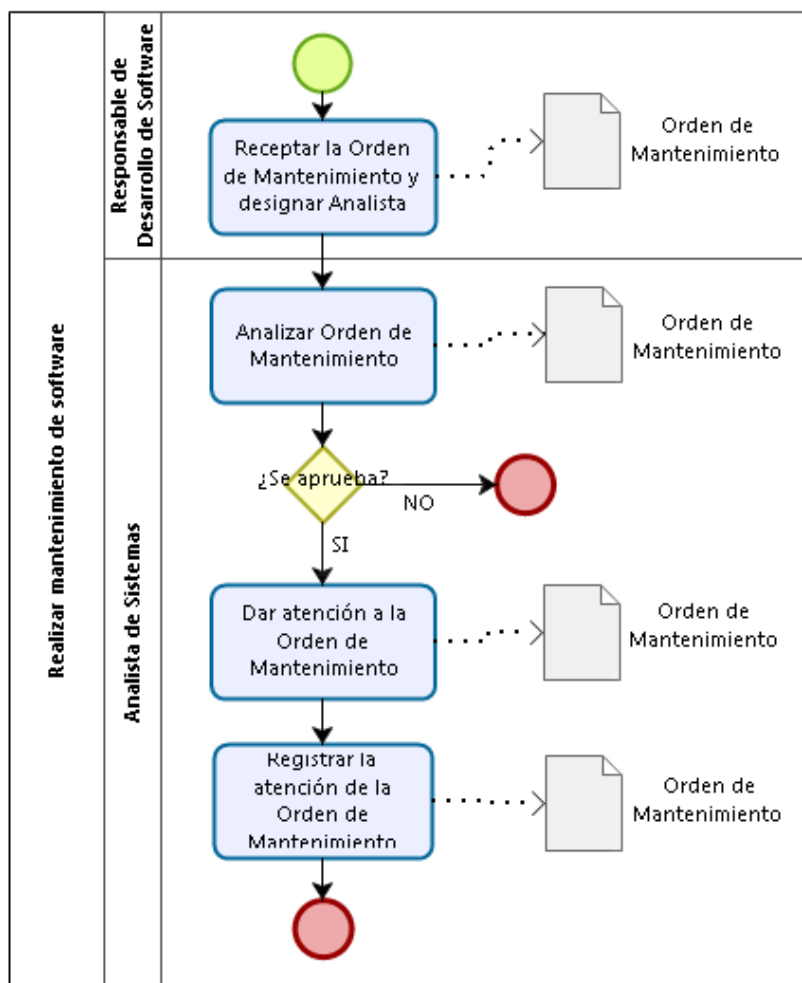 Realizar mantenimiento de software
Responsable de
Desarrollo de Software
Receptar la Orden
de Mantenimiento y
designar Analista
Orden de
Mantenimiento
Analista de Sistemas
Analizar Orden de
Mantenimiento
Orden de
Mantenimiento
¿Se aprueba?
NO
SI
Dar atención a la
Orden de
Mantenimiento
Orden de
Mantenimiento
Registrar la
atención de la
Orden de
Mantenimiento
Orden de
Mantenimiento